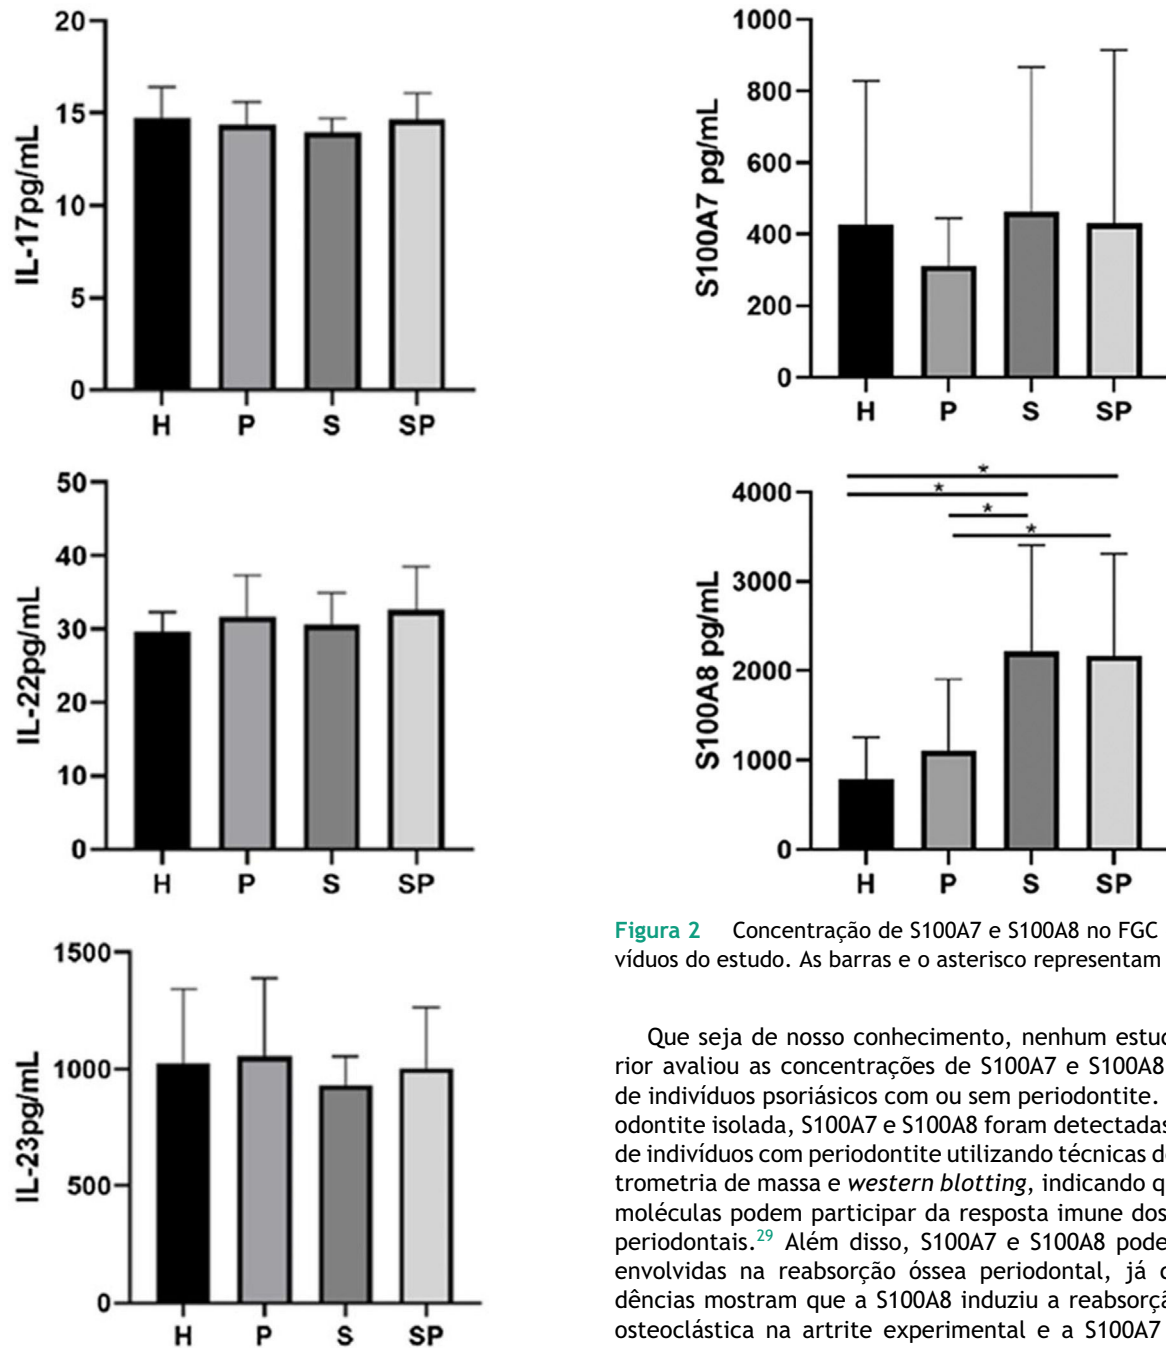 20
15
10
5
0
IL-17pg/mL
H P S SP
50
40
30
20
10
0
IL-22pg/mL
H P S SP
1500
1000
500
0
IL-23pg/mL
H P S SP
1000
800
600
400
200
0
S100A7 pg/mL
H P S SP
*
*
*
*
4000
3000
2000
1000
0
S100A8 pg/mL
H P S SP
Figura 2 Concentração de S100A7 e S100A8 no FGC
víduos do estudo. As barras e o asterisco representam
Que seja de nosso conhecimento, nenhum estud
rior avaliou as concentrações de S100A7 e S100A8
de indivíduos psoriásicos com ou sem periodontite.
odontite isolada, S100A7 e S100A8 foram detectadas
de indivíduos com periodontite utilizando técnicas de
trometria de massa e western blotting, indicando q
moléculas podem participar da resposta imune dos
periodontais.29 Além disso, S100A7 e S100A8 pode
envolvidas na reabsorção óssea periodontal, já c
dências mostram que a S100A8 induziu a reabsorçã
osteoclástica na artrite experimental e a S100A7